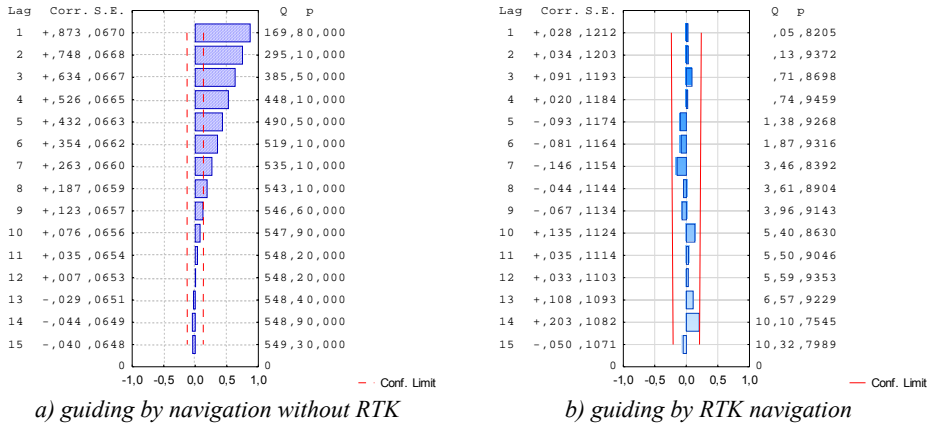 Lag Corr. S.E. Q p
1 +,873 ,0670 169,8 0,000
2 +,748 ,0668 295,1 0,000
3 +,634 ,0667 385,5 0,000
4 +,526 ,0665 448,1 0,000
5 +,432 ,0663 490,5 0,000
6 +,354 ,0662 519,1 0,000
7 +,263 ,0660 535,1 0,000
8 +,187 ,0659 543,1 0,000
9 +,123 ,0657 546,6 0,000
10 +,076 ,0656 547,9 0,000
11 +,035 ,0654 548,2 0,000
12 +,007 ,0653 548,2 0,000
13 -,029 ,0651 548,4 0,000
14 -,044 ,0649 548,9 0,000
15 -,040 ,0648 549,3 0,000
0 0
-1,0 -0,5 0,0 0,5 1,0
Conf. Limit
a) guiding by navigation without RTK
Lag Corr. S.E. Q p
1 +,028 ,1212 ,05 ,8205
2 +,034 ,1203 ,13 ,9372
3 +,091 ,1193 ,71 ,8698
4 +,020 ,1184 ,74 ,9459
5 -,093 ,1174 1,38 ,9268
6 -,081 ,1164 1,87 ,9316
7 -,146 ,1154 3,46 ,8392
8 -,044 ,1144 3,61 ,8904
9 -,067 ,1134 3,96 ,9143
10 +,135 ,1124 5,40 ,8630
11 +,035 ,1114 5,50 ,9046
12 +,033 ,1103 5,59 ,9353
13 +,108 ,1093 6,57 ,9229
14 +,203 ,1082 10,10 ,7545
15 -,050 ,1071 10,32 ,7989
0 0
-1,0 -0,5 0,0 0,5 1,0
Conf. Limit
b) guiding by RTK navigation